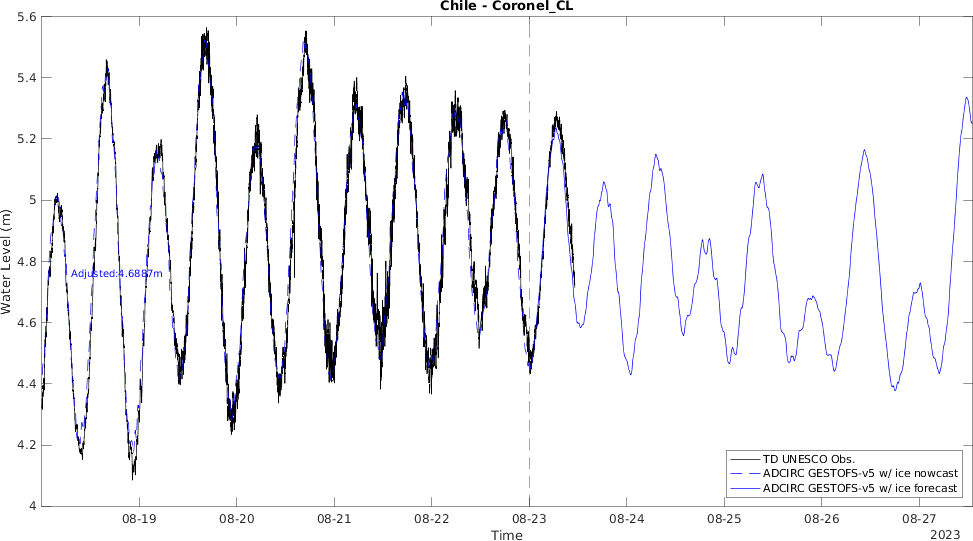 Chile - Coronel_CL
5.6
5.4
5.2
5
4.8
4.6
4.4
4.2
4
Water Level (m)
Adjusted:4.6887m
TD UNESCO Obs.
ADCIRC GESTOFS-v5 w/ ice nowcast
ADCIRC GESTOFS-v5 w/ ice forecast
08-19 08-20 08-21 08-22 08-23 08-24 08-25 08-26 08-27
Time
2023